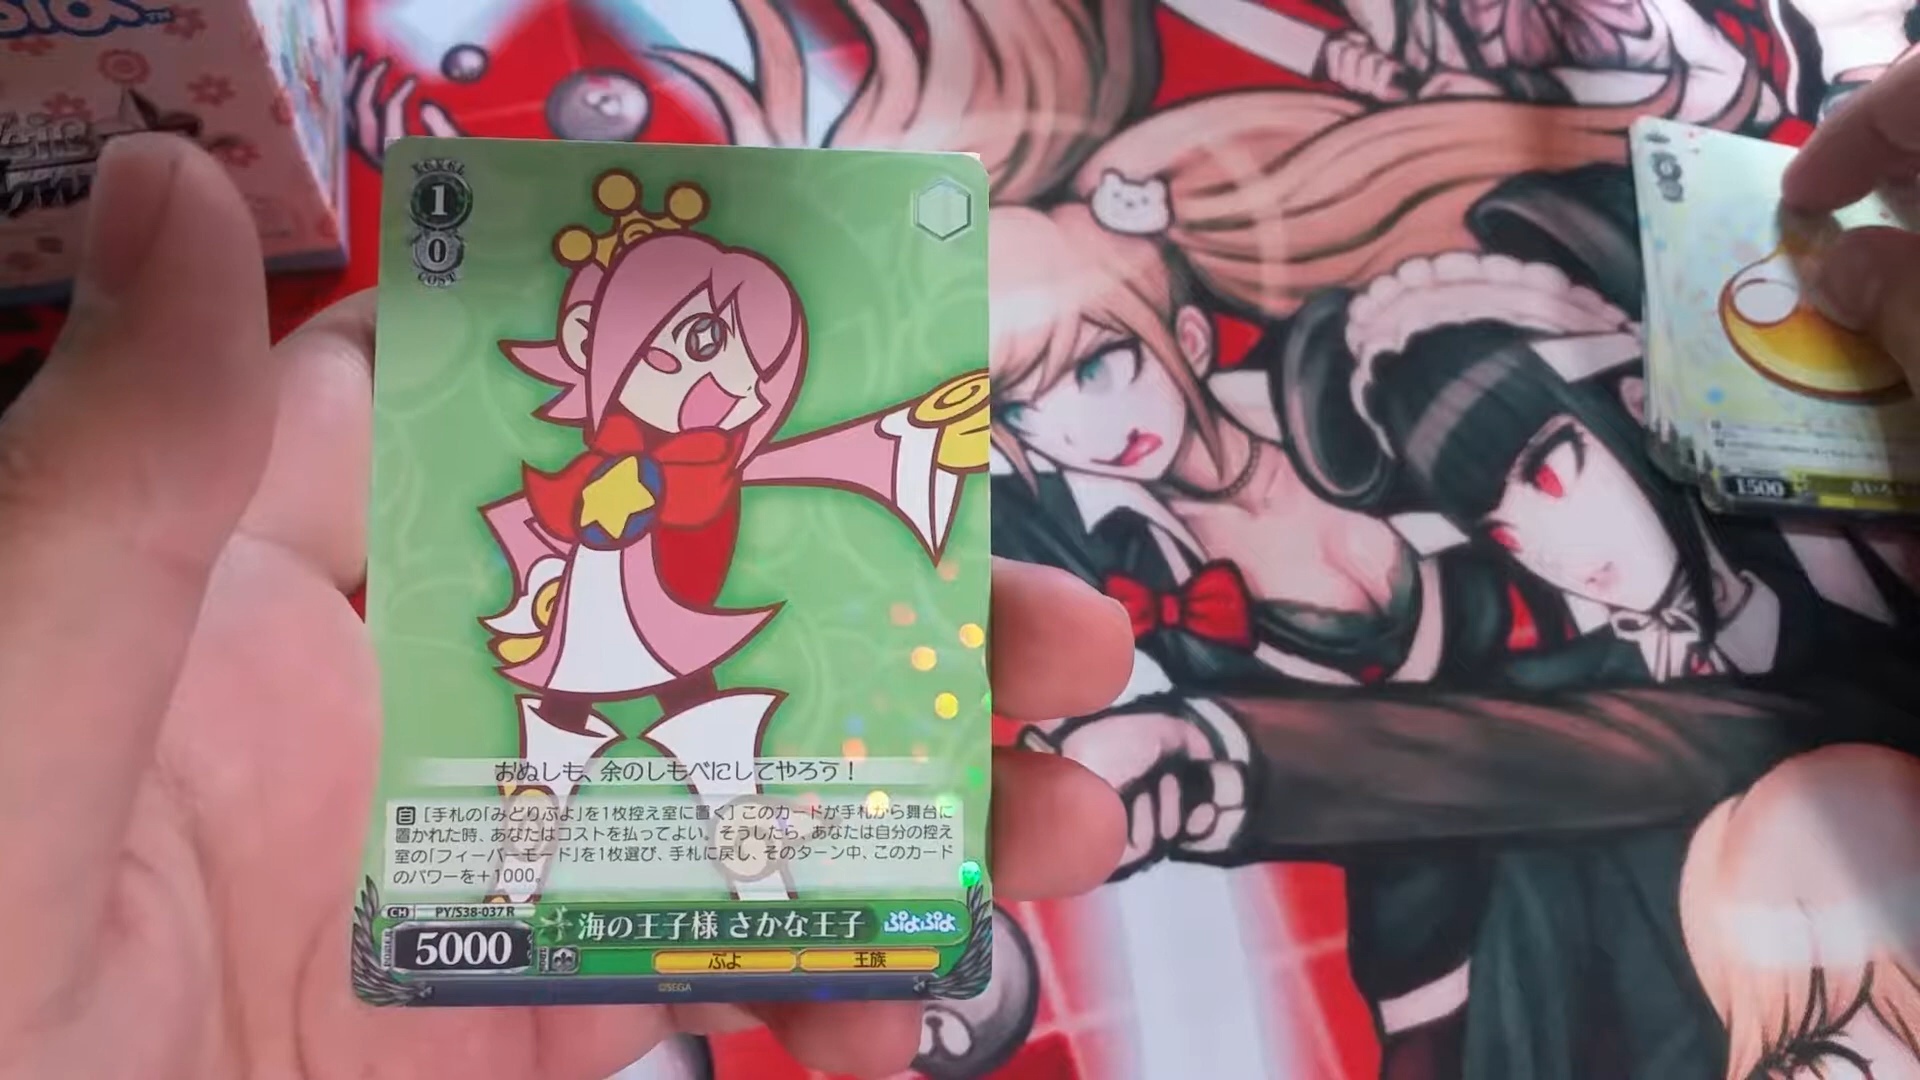 LEVEL
1
0
COST
おぬしも、余のしもべにしてやろう！
自［手札の「みどりぷよ」を1枚控え室に置く］このカードが手札から舞台に
置かれた時、あなたはコストを払ってよい。そうしたら、あなたは自分の控え
室の「フィーバーモード」を1枚選び、手札に戻し、そのターン中、このカード
のパワーを＋1000。
CH PY/S38-037 R
海の王子様 さかな王子 ぷよぷよ
POWER 5000 SOUL
ぷよ 王族
©SEGA
1500